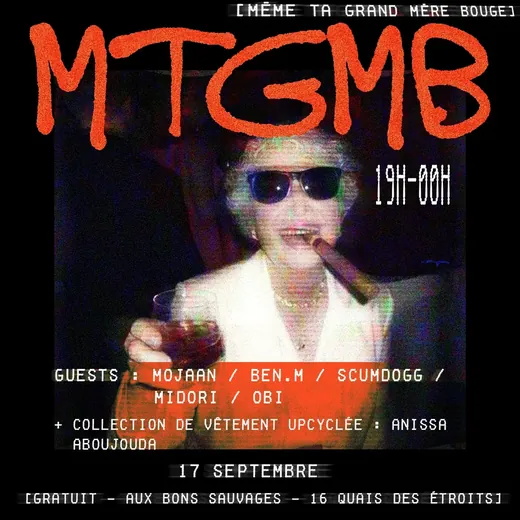 [MÊME TA GRAND MÈRE BOUGE]
MTGMB
19H-00H
GUESTS : MOJAAN / BEN.M / SCUMDOGG /
MIDORI / OBI
+ COLLECTION DE VÊTEMENT UPCYCLÉE : ANISSA
ABOUJOUDA
17 SEPTEMBRE
[GRATUIT - AUX BONS SAUVAGES - 16 QUAIS DES ÉTROITS]